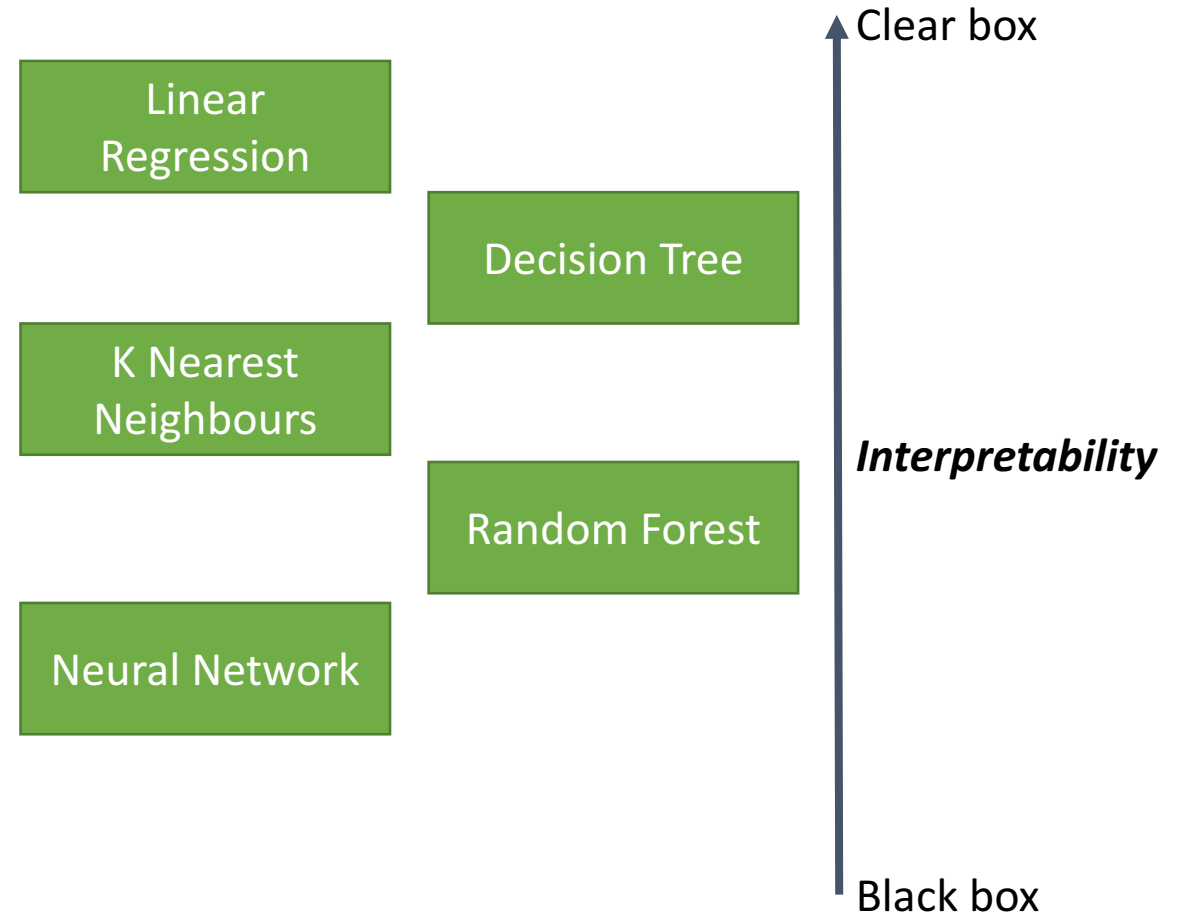 Clear box
Linear
Regression
Decision Tree
K Nearest
Neighbours
Interpretability
Random Forest
Neural Network
Black box